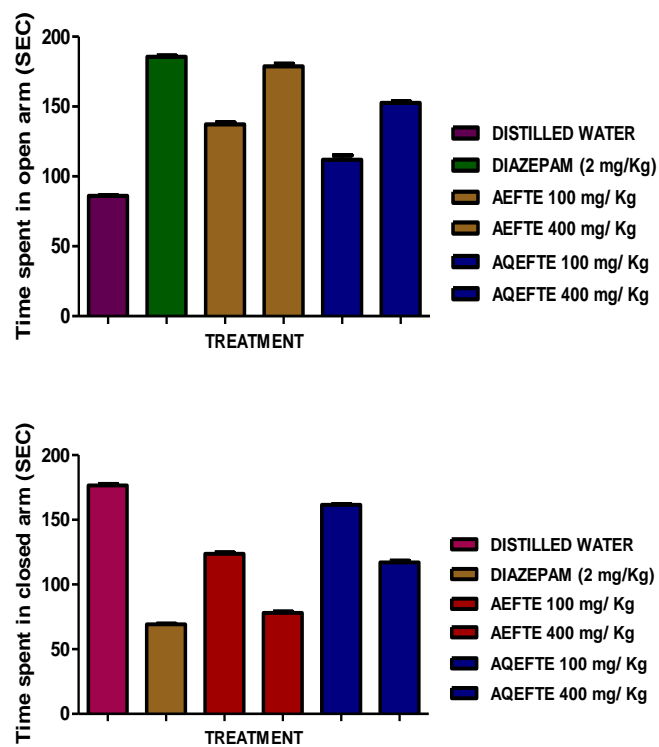 Time spent in open arm (SEC)
200
150
100
50
0
TREATMENT
DISTILLED WATER
DIAZEPAM (2 mg/Kg)
AEFTE 100 mg/ Kg
AEFTE 400 mg/ Kg
AQEFTE 100 mg/ Kg
AQEFTE 400 mg/ Kg
Time spent in closed arm (SEC)
200
150
100
50
0
TREATMENT
DISTILLED WATER
DIAZEPAM (2 mg/Kg)
AEFTE 100 mg/ Kg
AEFTE 400 mg/ Kg
AQEFTE 100 mg/ Kg
AQEFTE 400 mg/ Kg